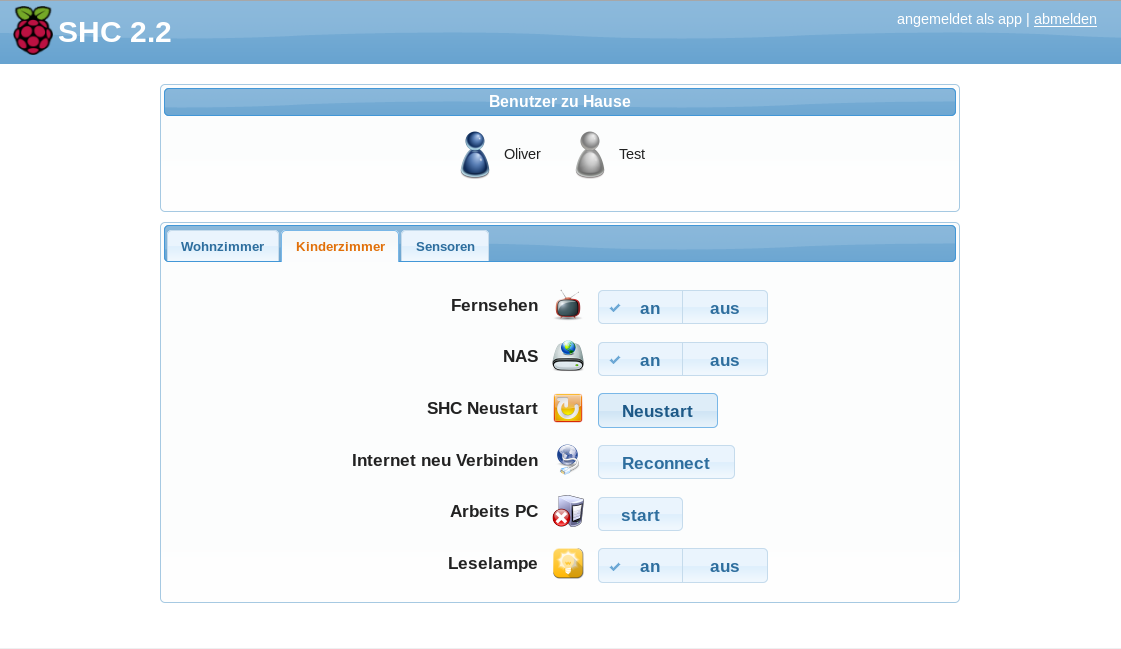 SHC 2.2
angemeldet als app | abmelden
Benutzer zu Hause
Oliver Test
Wohnzimmer Kinderzimmer Sensoren
Fernsehen an aus
NAS an aus
SHC Neustart Neustart
Internet neu Verbinden Reconnect
Arbeits PC start
Leselampe an aus